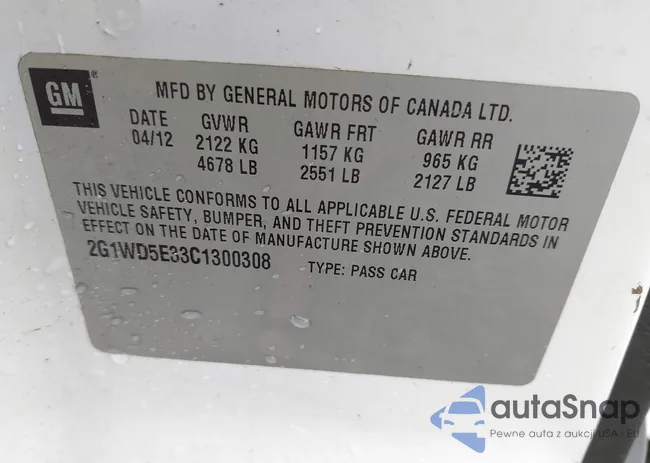 GM
MFD BY GENERAL MOTORS OF CANADA LTD.
DATE GVWR GAWR FRT GAWR RR
04/12 2122 KG 1157 KG 965 KG
4678 LB 2551 LB 2127 LB
THIS VEHICLE CONFORMS TO ALL APPLICABLE U.S. FEDERAL MOTOR
VEHICLE SAFETY, BUMPER, AND THEFT PREVENTION STANDARDS IN
EFFECT ON THE DATE OF MANUFACTURE SHOWN ABOVE.
2G1WD5E33C1300308 TYPE: PASS CAR
autaSnap
Pewne auta z aukcji USA i EU